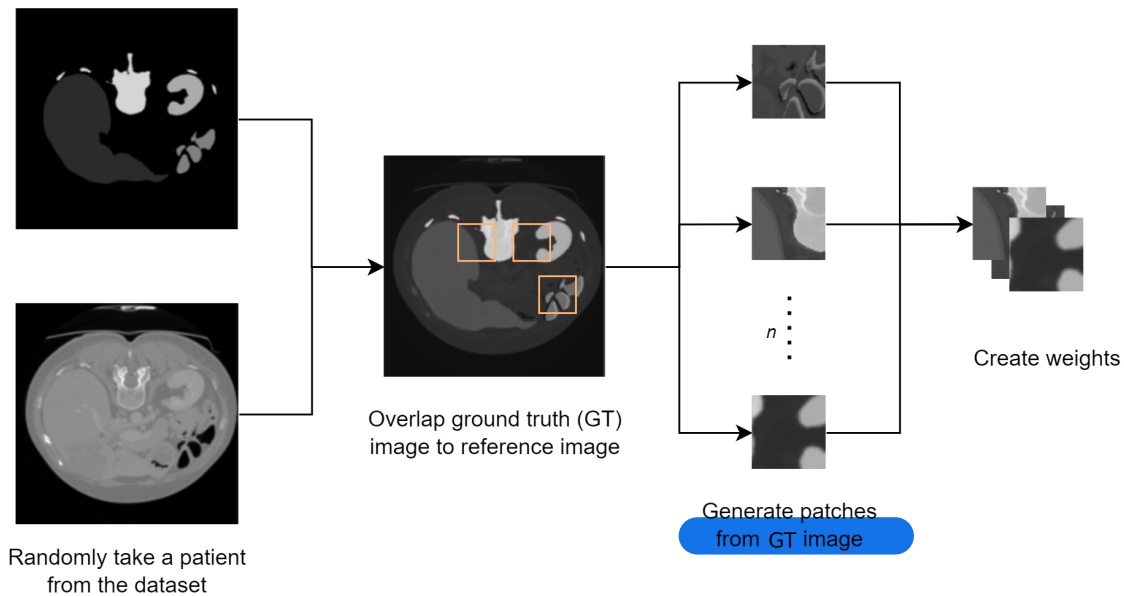 Randomly take a patient
from the dataset
Overlap ground truth (GT)
image to reference image
n
Generate patches
from GT image
Create weights